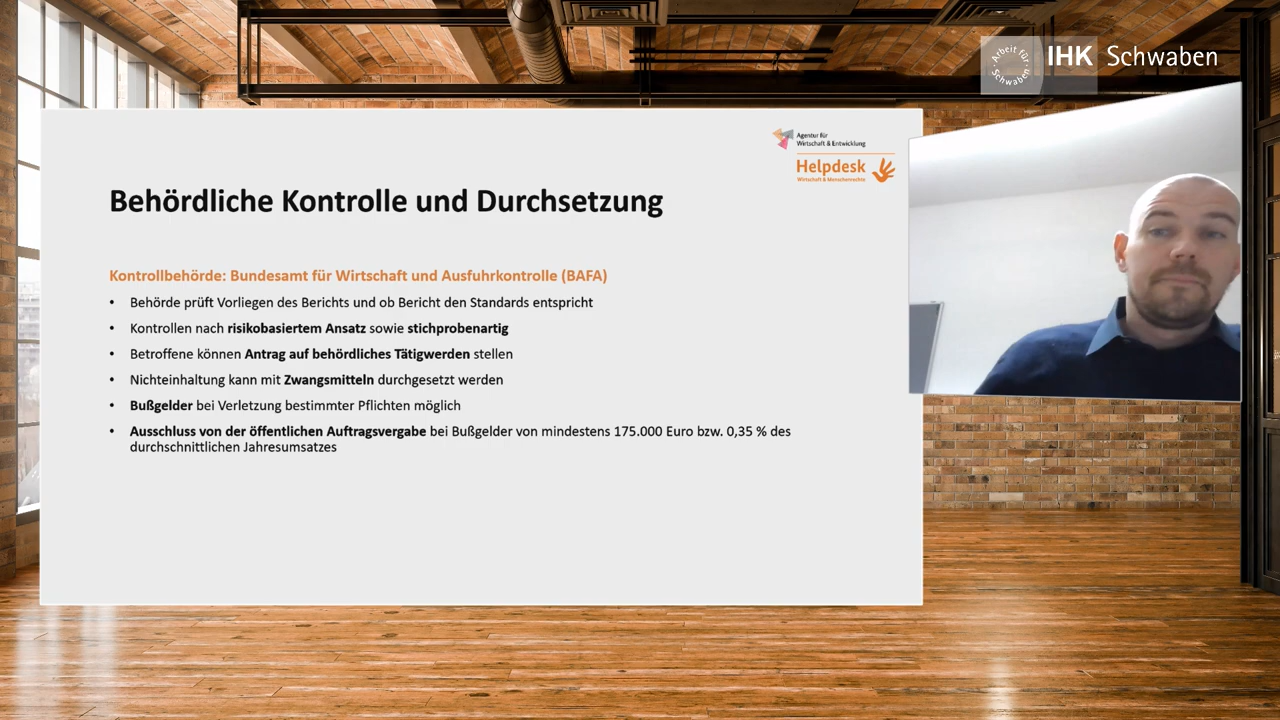 Arbeit für
Schwaben
IHK Schwaben
Agentur für
Wirtschaft & Entwicklung
Helpdesk
Wirtschaft & Menschenrechte
Behördliche Kontrolle und Durchsetzung
Kontrollbehörde: Bundesamt für Wirtschaft und Ausfuhrkontrolle (BAFA)
• Behörde prüft Vorliegen des Berichts und ob Bericht den Standards entspricht
• Kontrollen nach risikobasiertem Ansatz sowie stichprobenartig
• Betroffene können Antrag auf behördliches Tätigwerden stellen
• Nichteinhaltung kann mit Zwangsmitteln durchgesetzt werden
• Bußgelder bei Verletzung bestimmter Pflichten möglich
• Ausschluss von der öffentlichen Auftragsvergabe bei Bußgelder von mindestens 175.000 Euro bzw. 0,35 % des
durchschnittlichen Jahresumsatzes